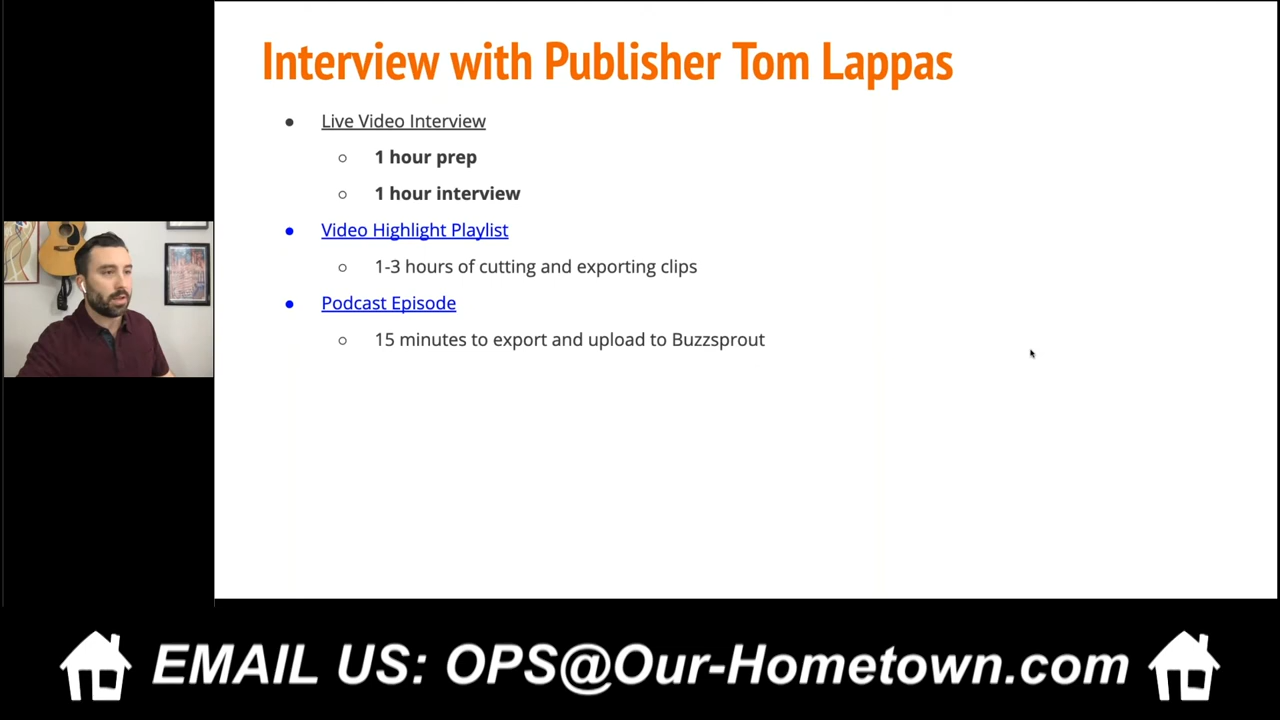 Interview with Publisher Tom Lappas
Live Video Interview
1 hour prep
1 hour interview
Video Highlight Playlist
1-3 hours of cutting and exporting clips
Podcast Episode
15 minutes to export and upload to Buzzsprout
EMAIL US: OPS@Our-Hometown.com